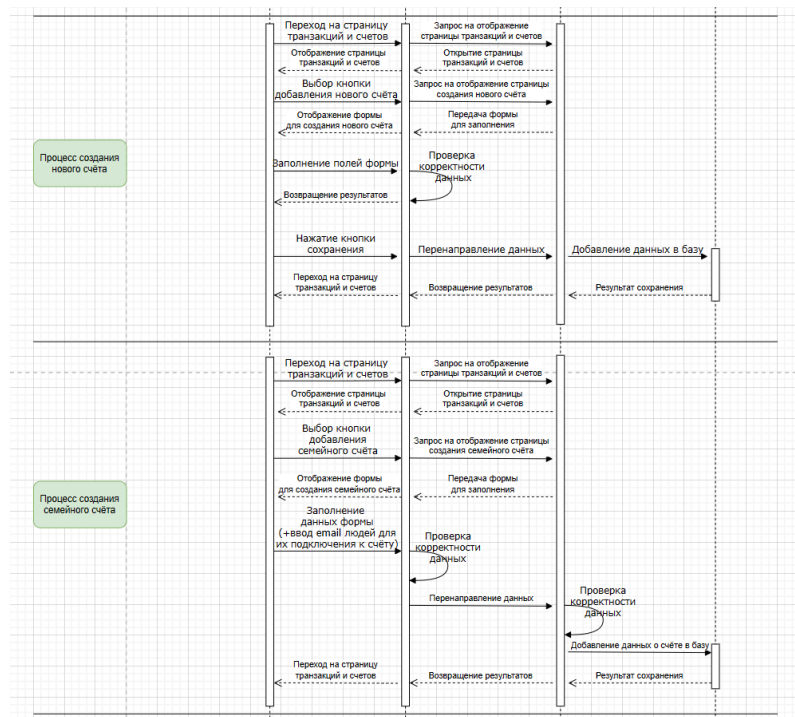 Переход на страницу
транзакций и счетов
Запрос на отображение
страницы транзакций и счетов
Отображение страницы
транзакций и счетов
Открытие страницы
транзакций и счетов
Выбор кнопки
добавления нового счёта
Запрос на отображение страницы
создания нового счёта
Отображение формы
для создания нового счёта
Передача формы
для заполнения
Процесс создания
нового счёта
Заполнение полей формы
Проверка
корректности
данных
Возвращение результатов
Нажатие кнопки
сохранения
Перенаправление данных
Добавление данных в базу
Переход на страницу
транзакций и счетов
Возвращение результатов
Результат сохранения
Переход на страницу
транзакций и счетов
Запрос на отображение
страницы транзакций и счетов
Отображение страницы
транзакций и счетов
Открытие страницы
транзакций и счетов
Выбор кнопки
добавления
семейного счёта
Запрос на отображение страницы
создания семейного счёта
Отображение формы
для создания семейного счёта
Передача формы
для заполнения
Процесс создания
семейного счёта
Заполнение
данных формы
(+ввод email людей для
их подключения к счёту)
Проверка
корректности
данных
Перенаправление данных
Проверка
корректности
данных
Добавление данных о счёте в базу
Переход на страницу
транзакций и счетов
Возвращение результатов
Результат сохранения